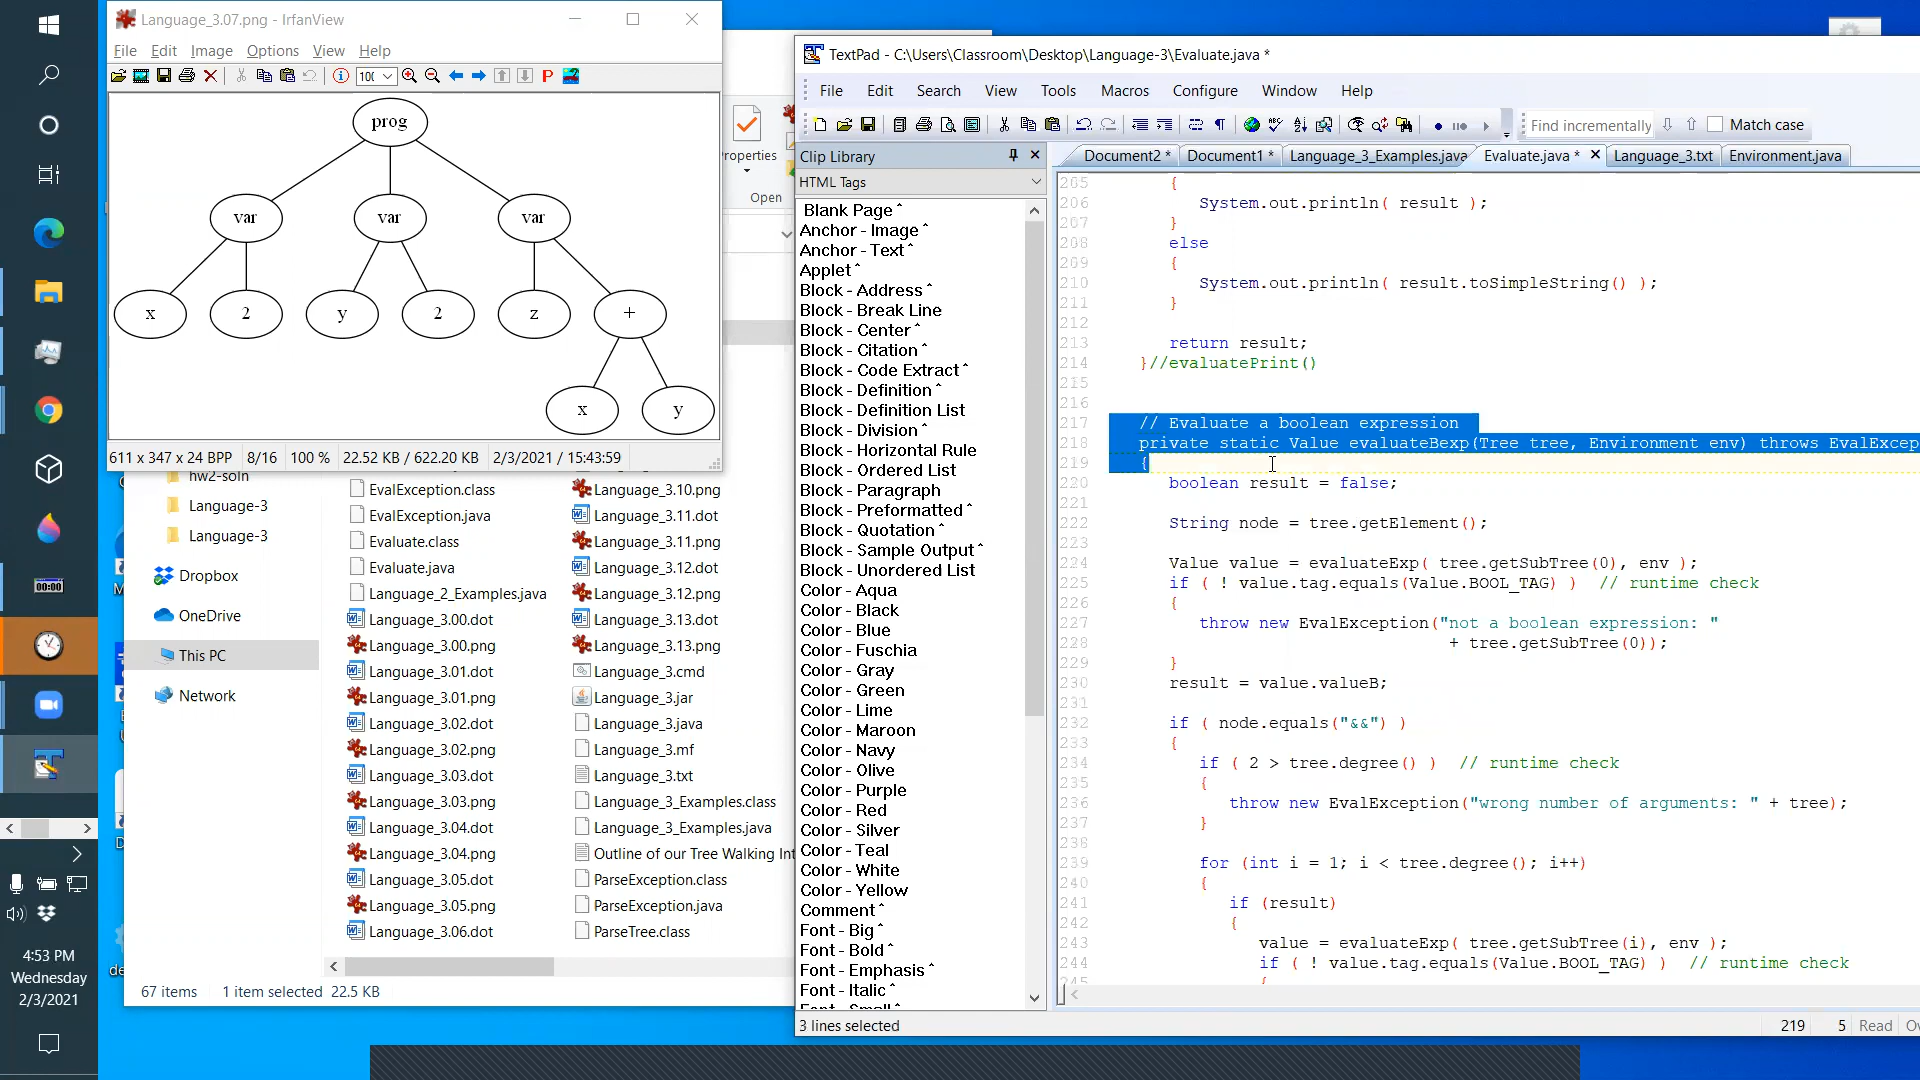 Language_3.07.png - IrfanView
File Edit Image Options View Help
prog
var var var
x 2 y 2 z +
x y
611 x 347 x 24 BPP 8/16 100 % 22.52 KB / 622.20 KB 2/3/2021 / 15:43:59
Open
hw2-soln
Language-3
Language-3
Dropbox
OneDrive
This PC
Network
EvalException.class
EvalException.java
Evaluate.class
Evaluate.java
Language_2_Examples.java
Language_3.00.dot
Language_3.00.png
Language_3.01.dot
Language_3.01.png
Language_3.02.dot
Language_3.02.png
Language_3.03.dot
Language_3.03.png
Language_3.04.dot
Language_3.04.png
Language_3.05.dot
Language_3.05.png
Language_3.06.dot
Language_3.10.png
Language_3.11.dot
Language_3.11.png
Language_3.12.dot
Language_3.12.png
Language_3.13.dot
Language_3.13.png
Language_3.cmd
Language_3.jar
Language_3.java
Language_3.mf
Language_3.txt
Language_3_Examples.class
Language_3_Examples.java
Outline of our Tree Walking Int
ParseException.class
ParseException.java
ParseTree.class
67 items 1 item selected 22.5 KB
00:00
4:53 PM
Wednesday
2/3/2021
TextPad - C:\Users\Classroom\Desktop\Language-3\Evaluate.java *
File Edit Search View Tools Macros Configure Window Help
Find incrementally Match case
Clip Library
HTML Tags
Blank Page ^
Anchor - Image ^
Anchor - Text ^
Applet ^
Block - Address ^
Block - Break Line
Block - Center ^
Block - Citation ^
Block - Code Extract ^
Block - Definition ^
Block - Definition List
Block - Division ^
Block - Horizontal Rule
Block - Ordered List
Block - Paragraph
Block - Preformatted ^
Block - Quotation ^
Block - Sample Output ^
Block - Unordered List
Color - Aqua
Color - Black
Color - Blue
Color - Fuschia
Color - Gray
Color - Green
Color - Lime
Color - Maroon
Color - Navy
Color - Olive
Color - Purple
Color - Red
Color - Silver
Color - Teal
Color - White
Color - Yellow
Comment ^
Font - Big ^
Font - Bold ^
Font - Emphasis ^
Font - Italic ^
Document2 * Document1 * Language_3_Examples.java Evaluate.java * Language_3.txt Environment.java
205 {
206 System.out.println( result );
207 }
208 else
209 {
210 System.out.println( result.toSimpleString() );
211 }
212
213 return result;
214 }//evaluatePrint()
215
216
217 // Evaluate a boolean expression
218 private static Value evaluateBexp(Tree tree, Environment env) throws EvalExcep
219 {
220 boolean result = false;
221
222 String node = tree.getElement();
223
224 Value value = evaluateExp( tree.getSubTree(0), env );
225 if ( ! value.tag.equals(Value.BOOL_TAG) ) // runtime check
226 {
227 throw new EvalException("not a boolean expression: "
228 + tree.getSubTree(0));
229 }
230 result = value.valueB;
231
232 if ( node.equals("&&") )
233 {
234 if ( 2 > tree.degree() ) // runtime check
235 {
236 throw new EvalException("wrong number of arguments: " + tree);
237 }
238
239 for (int i = 1; i < tree.degree(); i++)
240 {
241 if (result)
242 {
243 value = evaluateExp( tree.getSubTree(i), env );
244 if ( ! value.tag.equals(Value.BOOL_TAG) ) // runtime check
245 {
3 lines selected 219 5 Read